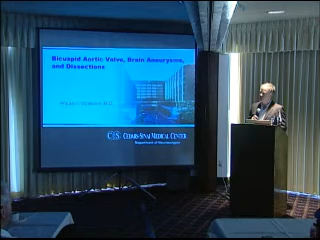 Bicuspid Aortic Valve, Brain Aneurysms,
and Dissections
CEDARS-SINAI MEDICAL CENTER
Department of Neurosurgery